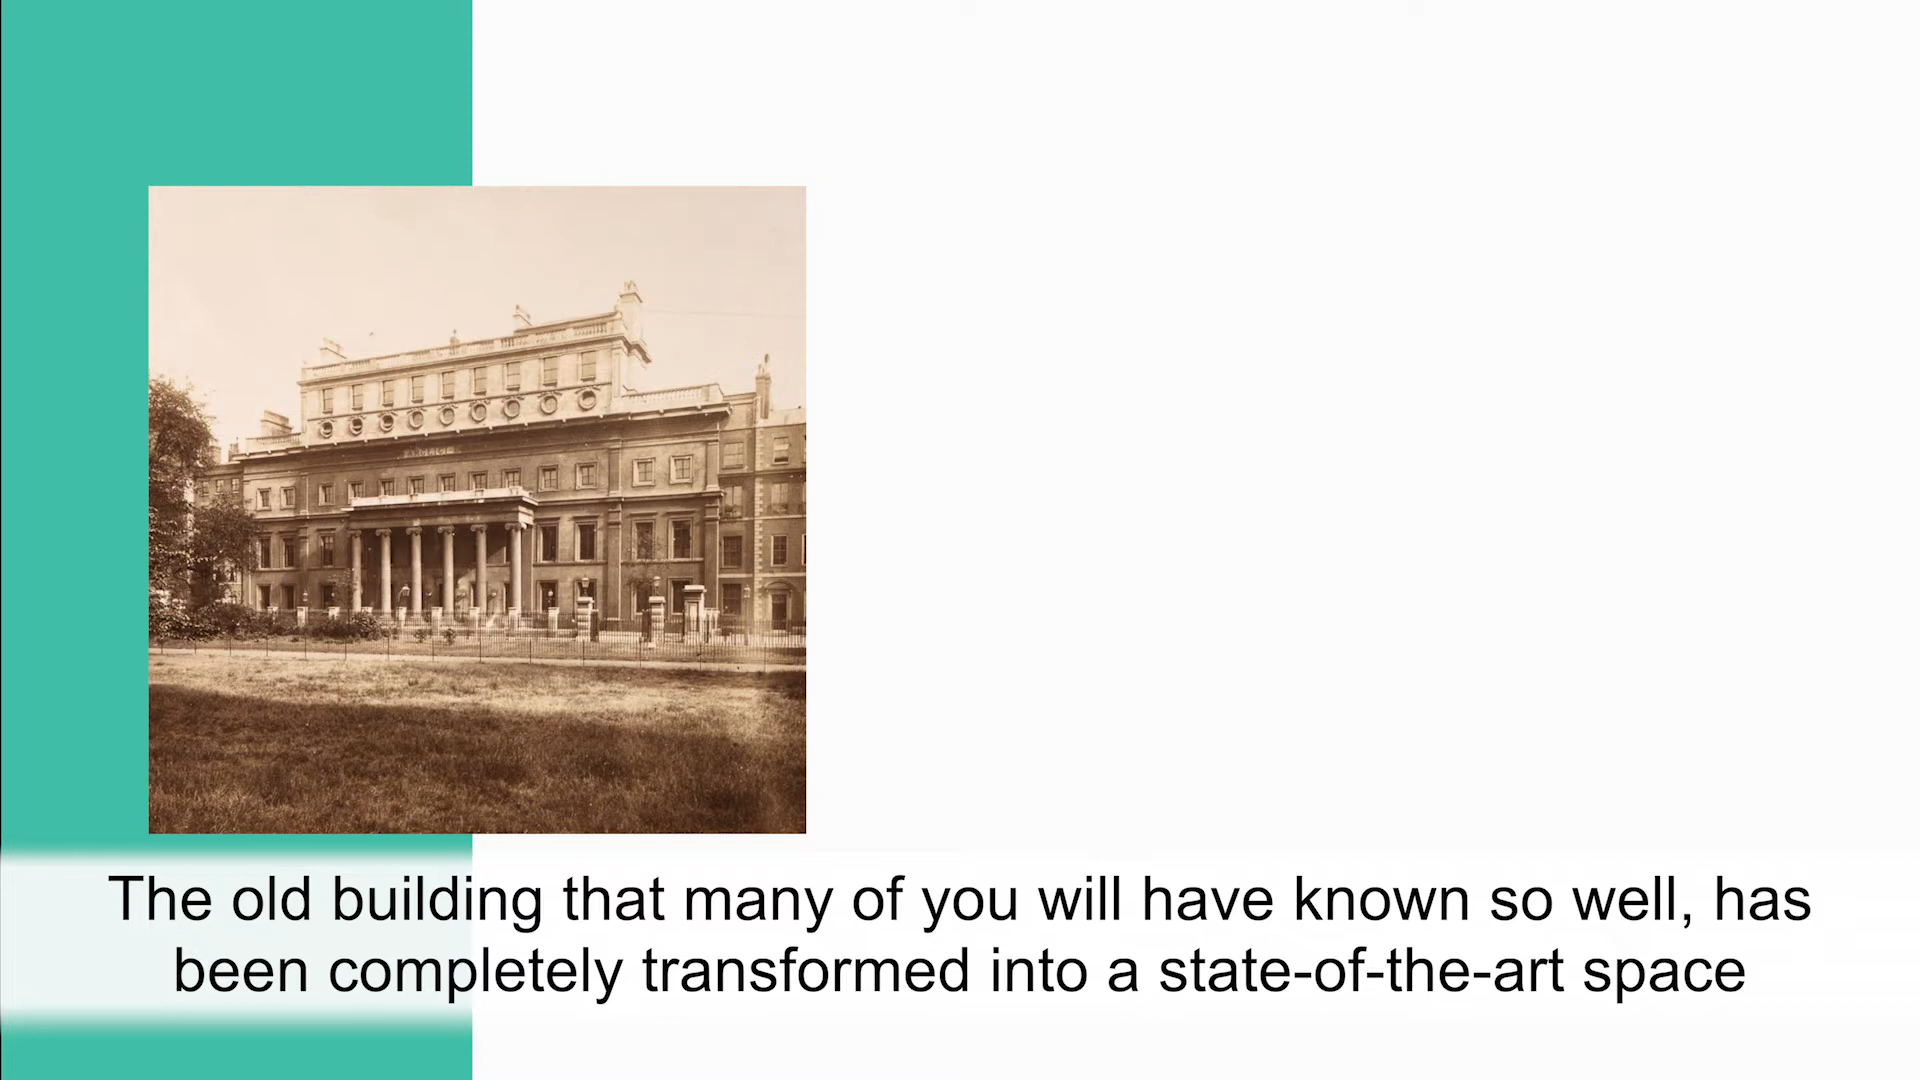 The old building that many of you will have known so well, has
been completely transformed into a state-of-the-art space